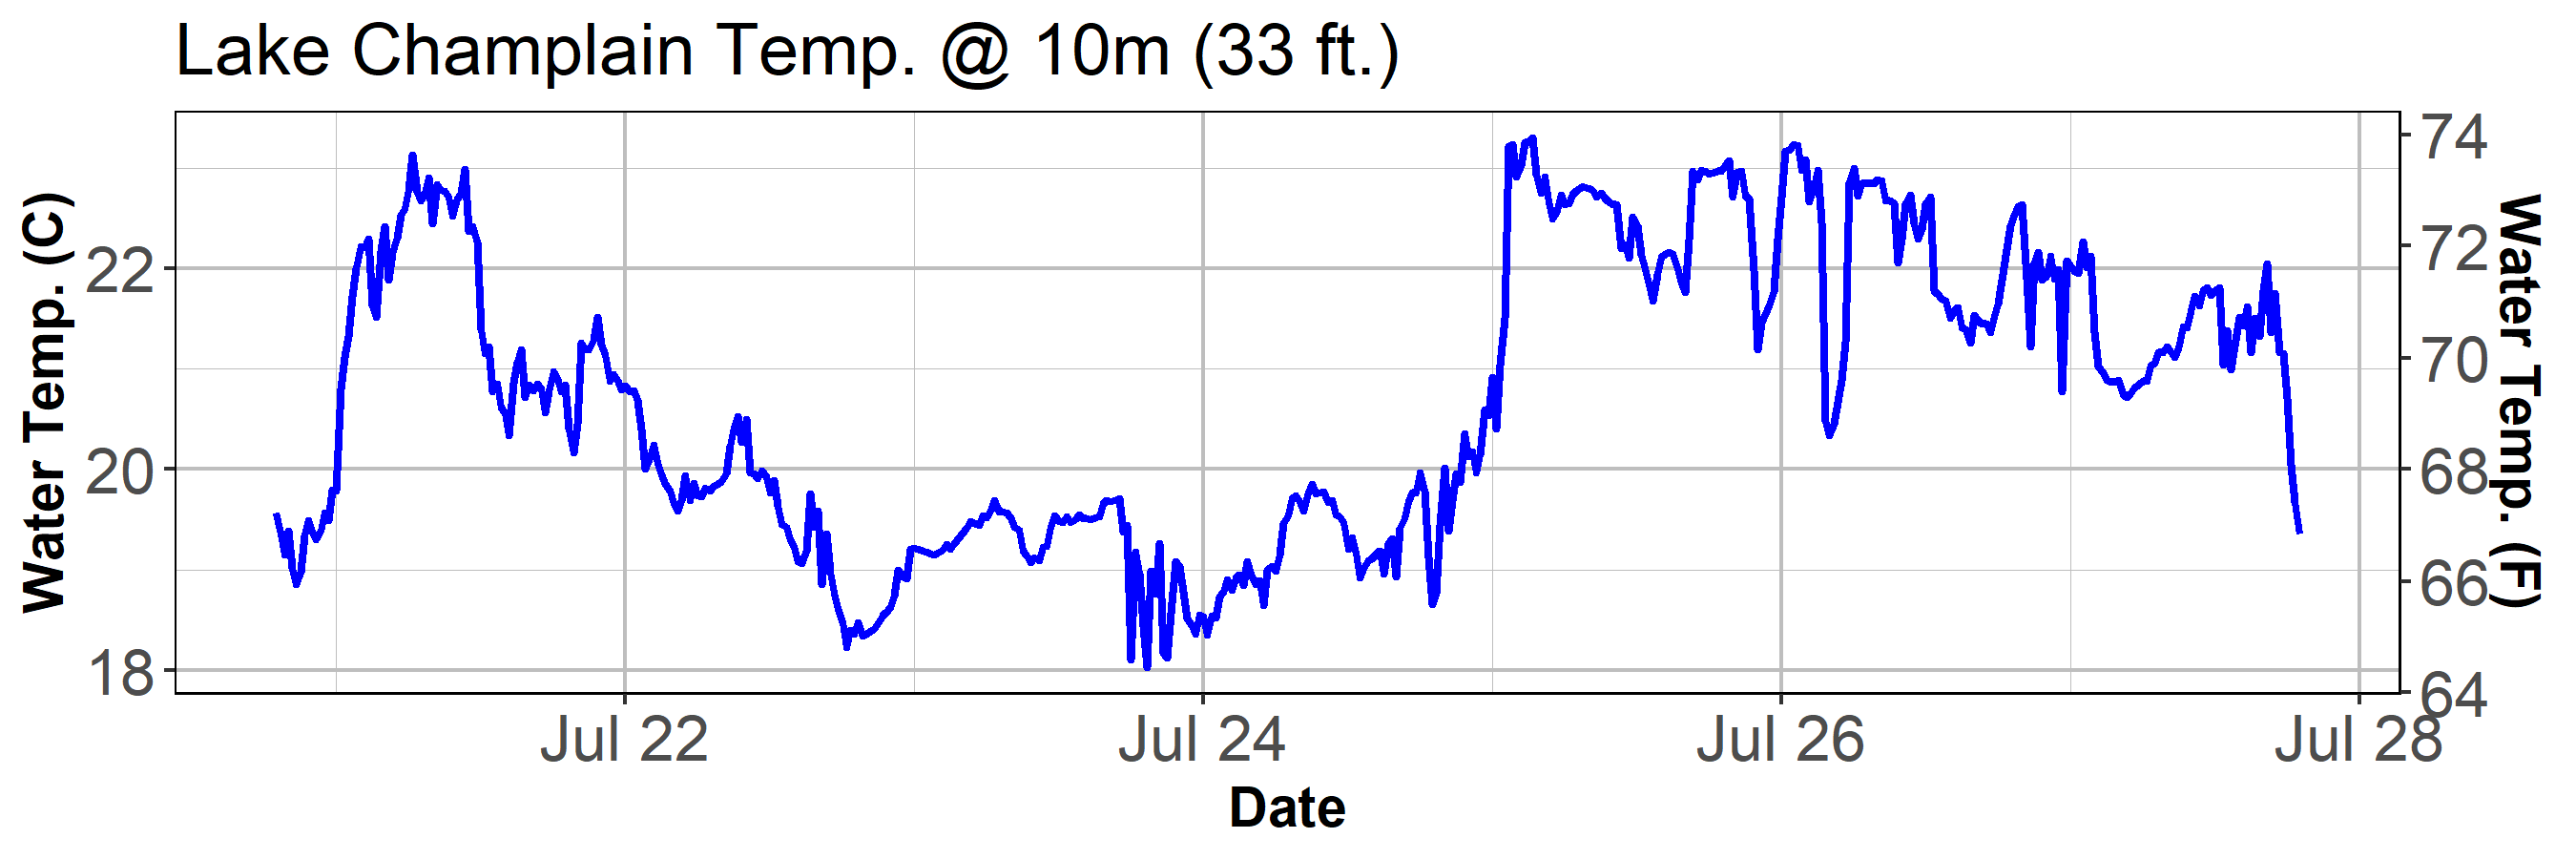 Lake Champlain Temp. @ 10m (33 ft.)
Water Temp. (C)
22
20
18
74
72
70
68
66
64
Water Temp. (F)
Jul 22
Jul 24
Jul 26
Jul 28
Date